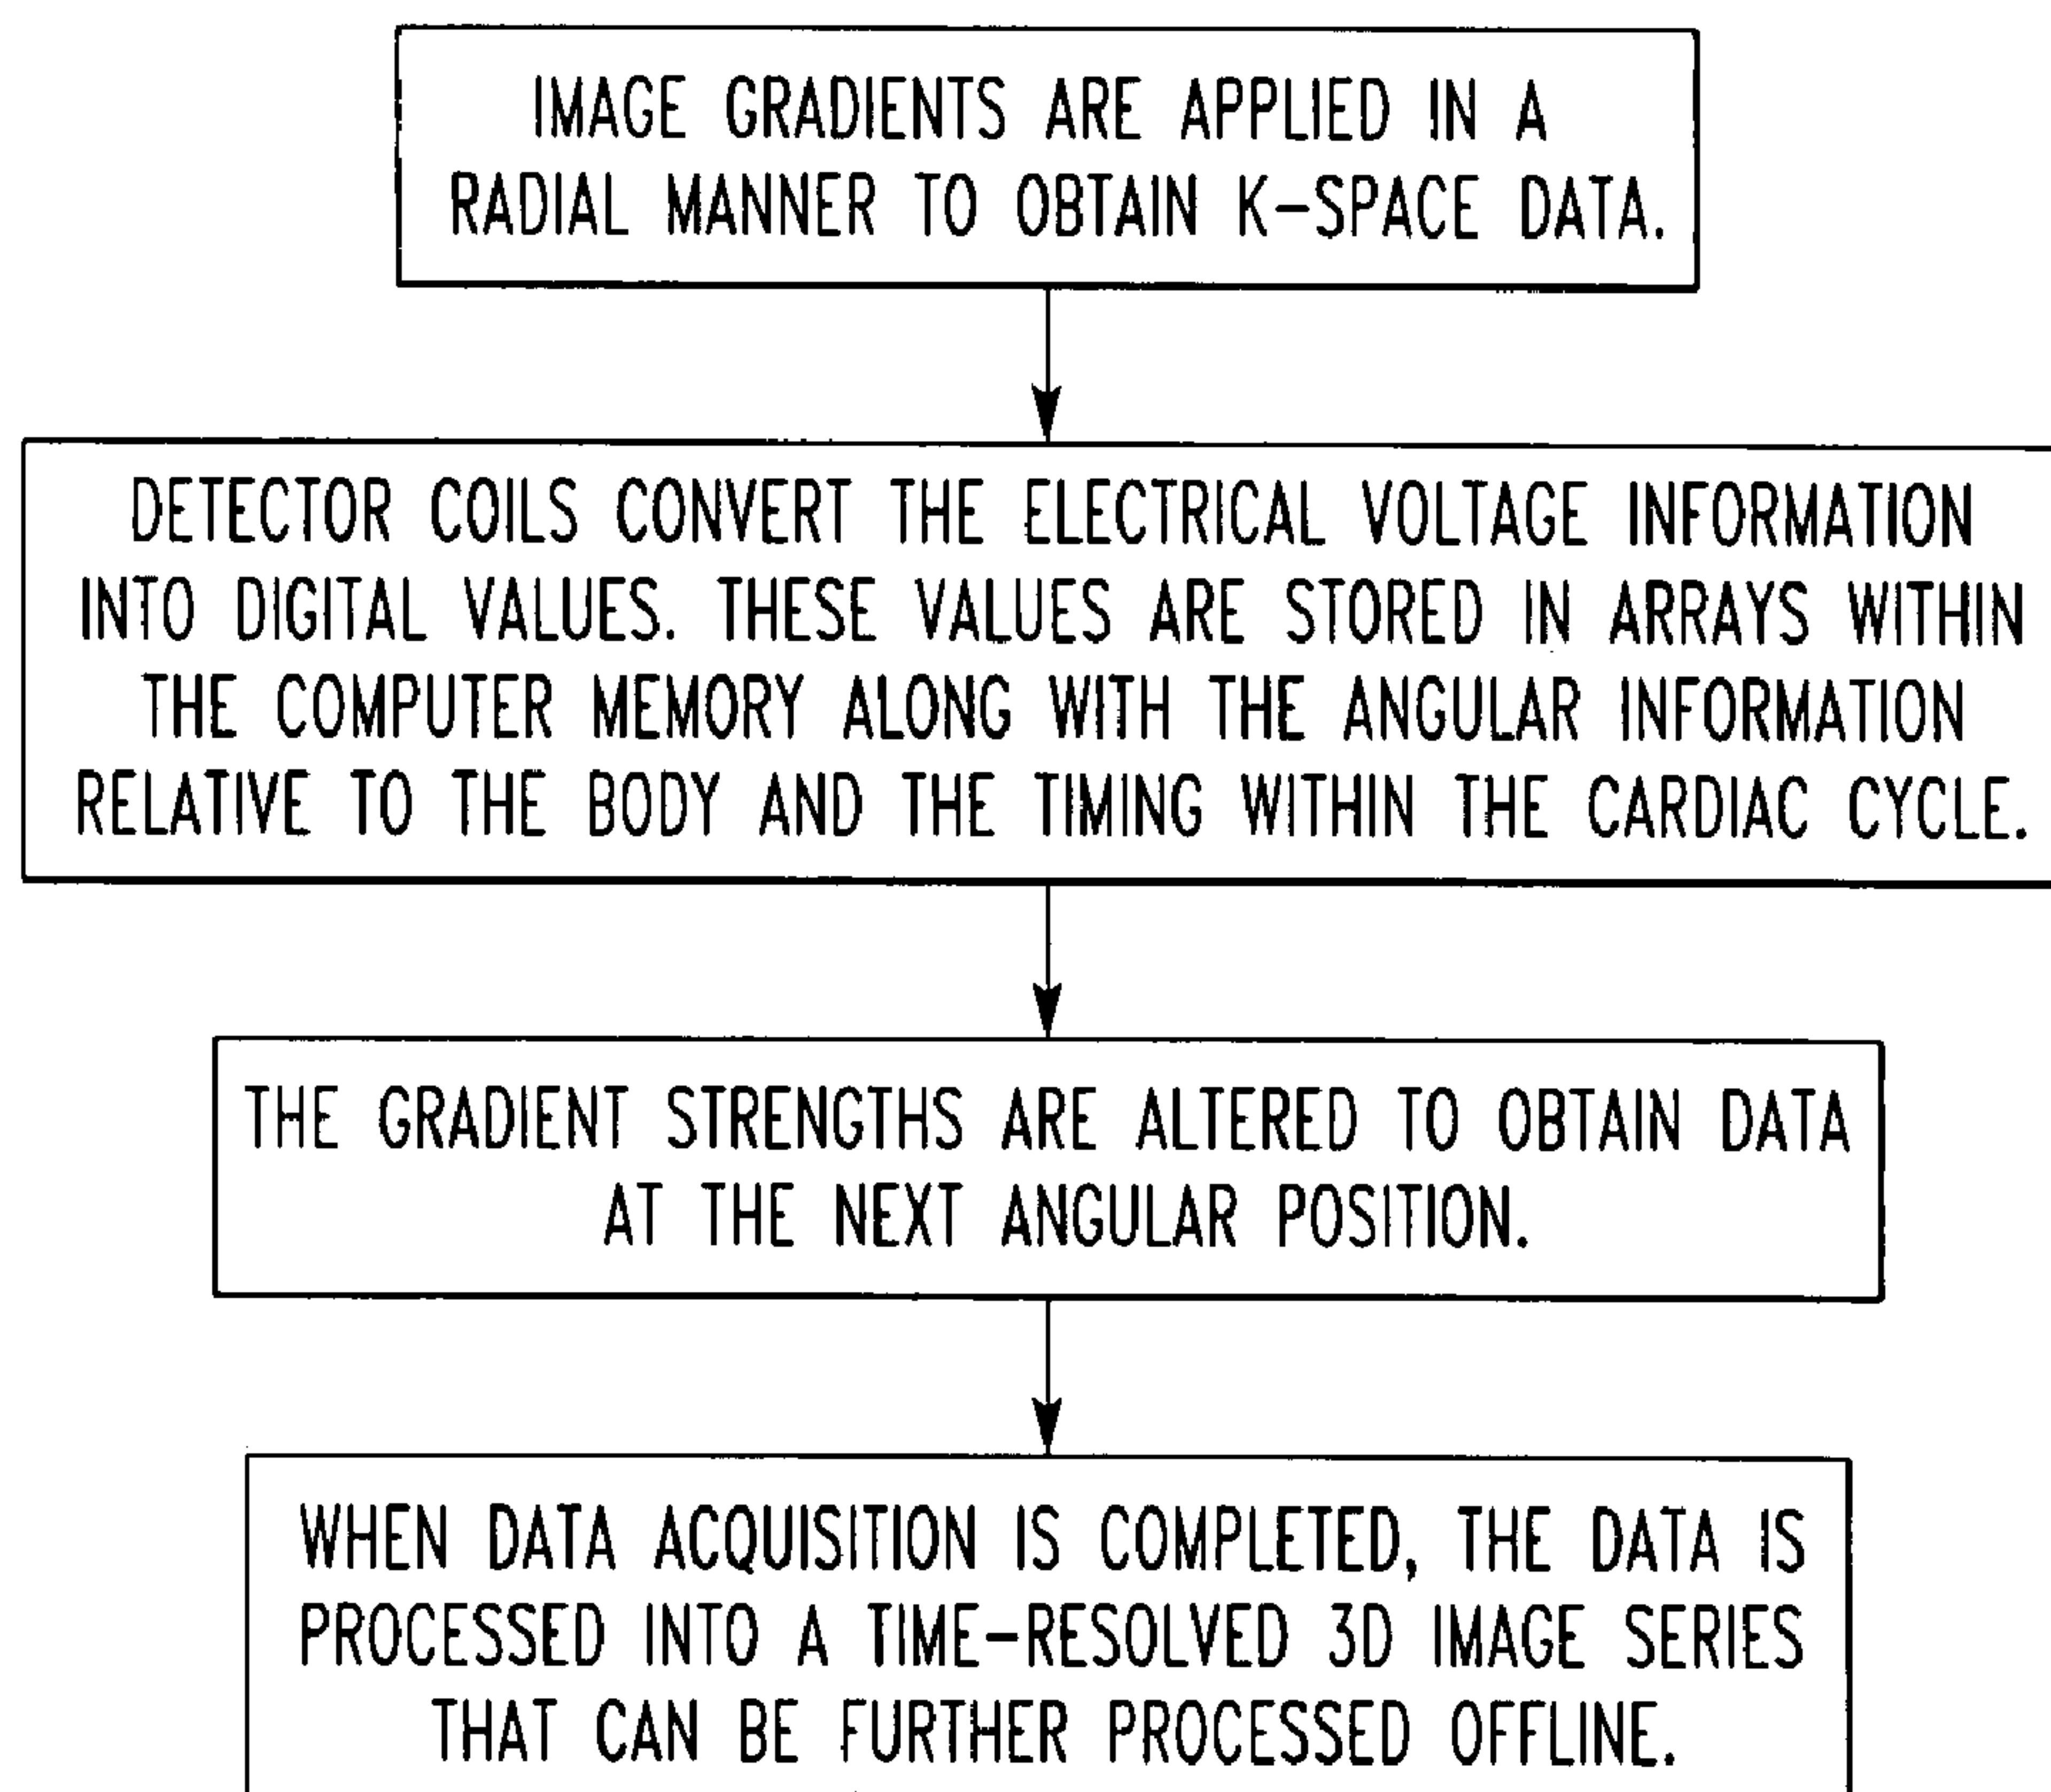 IMAGE GRADIENTS ARE APPLIED IN A
RADIAL MANNER TO OBTAIN K-SPACE DATA.
DETECTOR COILS CONVERT THE ELECTRICAL VOLTAGE INFORMATION
INTO DIGITAL VALUES. THESE VALUES ARE STORED IN ARRAYS WITHIN
THE COMPUTER MEMORY ALONG WITH THE ANGULAR INFORMATION
RELATIVE TO THE BODY AND THE TIMING WITHIN THE CARDIAC CYCLE.
THE GRADIENT STRENGTHS ARE ALTERED TO OBTAIN DATA
AT THE NEXT ANGULAR POSITION.
WHEN DATA ACQUISITION IS COMPLETED, THE DATA IS
PROCESSED INTO A TIME-RESOLVED 3D IMAGE SERIES
THAT CAN BE FURTHER PROCESSED OFFLINE.